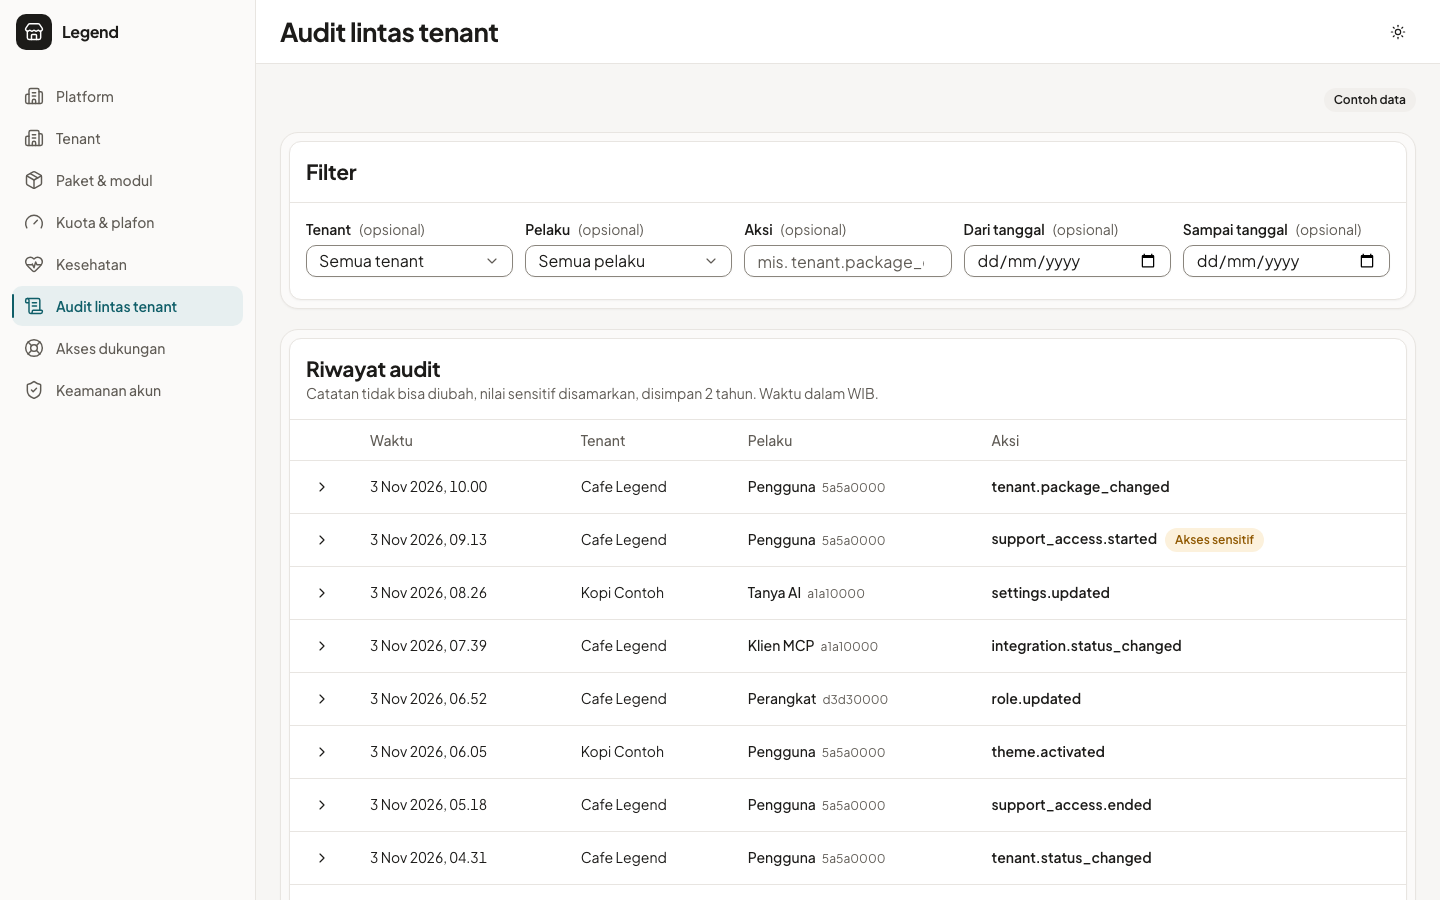 Legend
Audit lintas tenant
Platform
Tenant
Paket & modul
Kuota & plafon
Kesehatan
Audit lintas tenant
Akses dukungan
Keamanan akun
Contoh data
Filter
Tenant (opsional) Pelaku (opsional) Aksi (opsional) Dari tanggal (opsional) Sampai tanggal (opsional)
Semua tenant Semua pelaku mis. tenant.package_ dd/mm/yyyy dd/mm/yyyy
Riwayat audit
Catatan tidak bisa diubah, nilai sensitif disamarkan, disimpan 2 tahun. Waktu dalam WIB.
Waktu Tenant Pelaku Aksi
3 Nov 2026, 10.00 Cafe Legend Pengguna 5a5a0000 tenant.package_changed
3 Nov 2026, 09.13 Cafe Legend Pengguna 5a5a0000 support_access.started Akses sensitif
3 Nov 2026, 08.26 Kopi Contoh Tanya AI a1a10000 settings.updated
3 Nov 2026, 07.39 Cafe Legend Klien MCP a1a10000 integration.status_changed
3 Nov 2026, 06.52 Cafe Legend Perangkat d3d30000 role.updated
3 Nov 2026, 06.05 Kopi Contoh Pengguna 5a5a0000 theme.activated
3 Nov 2026, 05.18 Cafe Legend Pengguna 5a5a0000 support_access.ended
3 Nov 2026, 04.31 Cafe Legend Pengguna 5a5a0000 tenant.status_changed